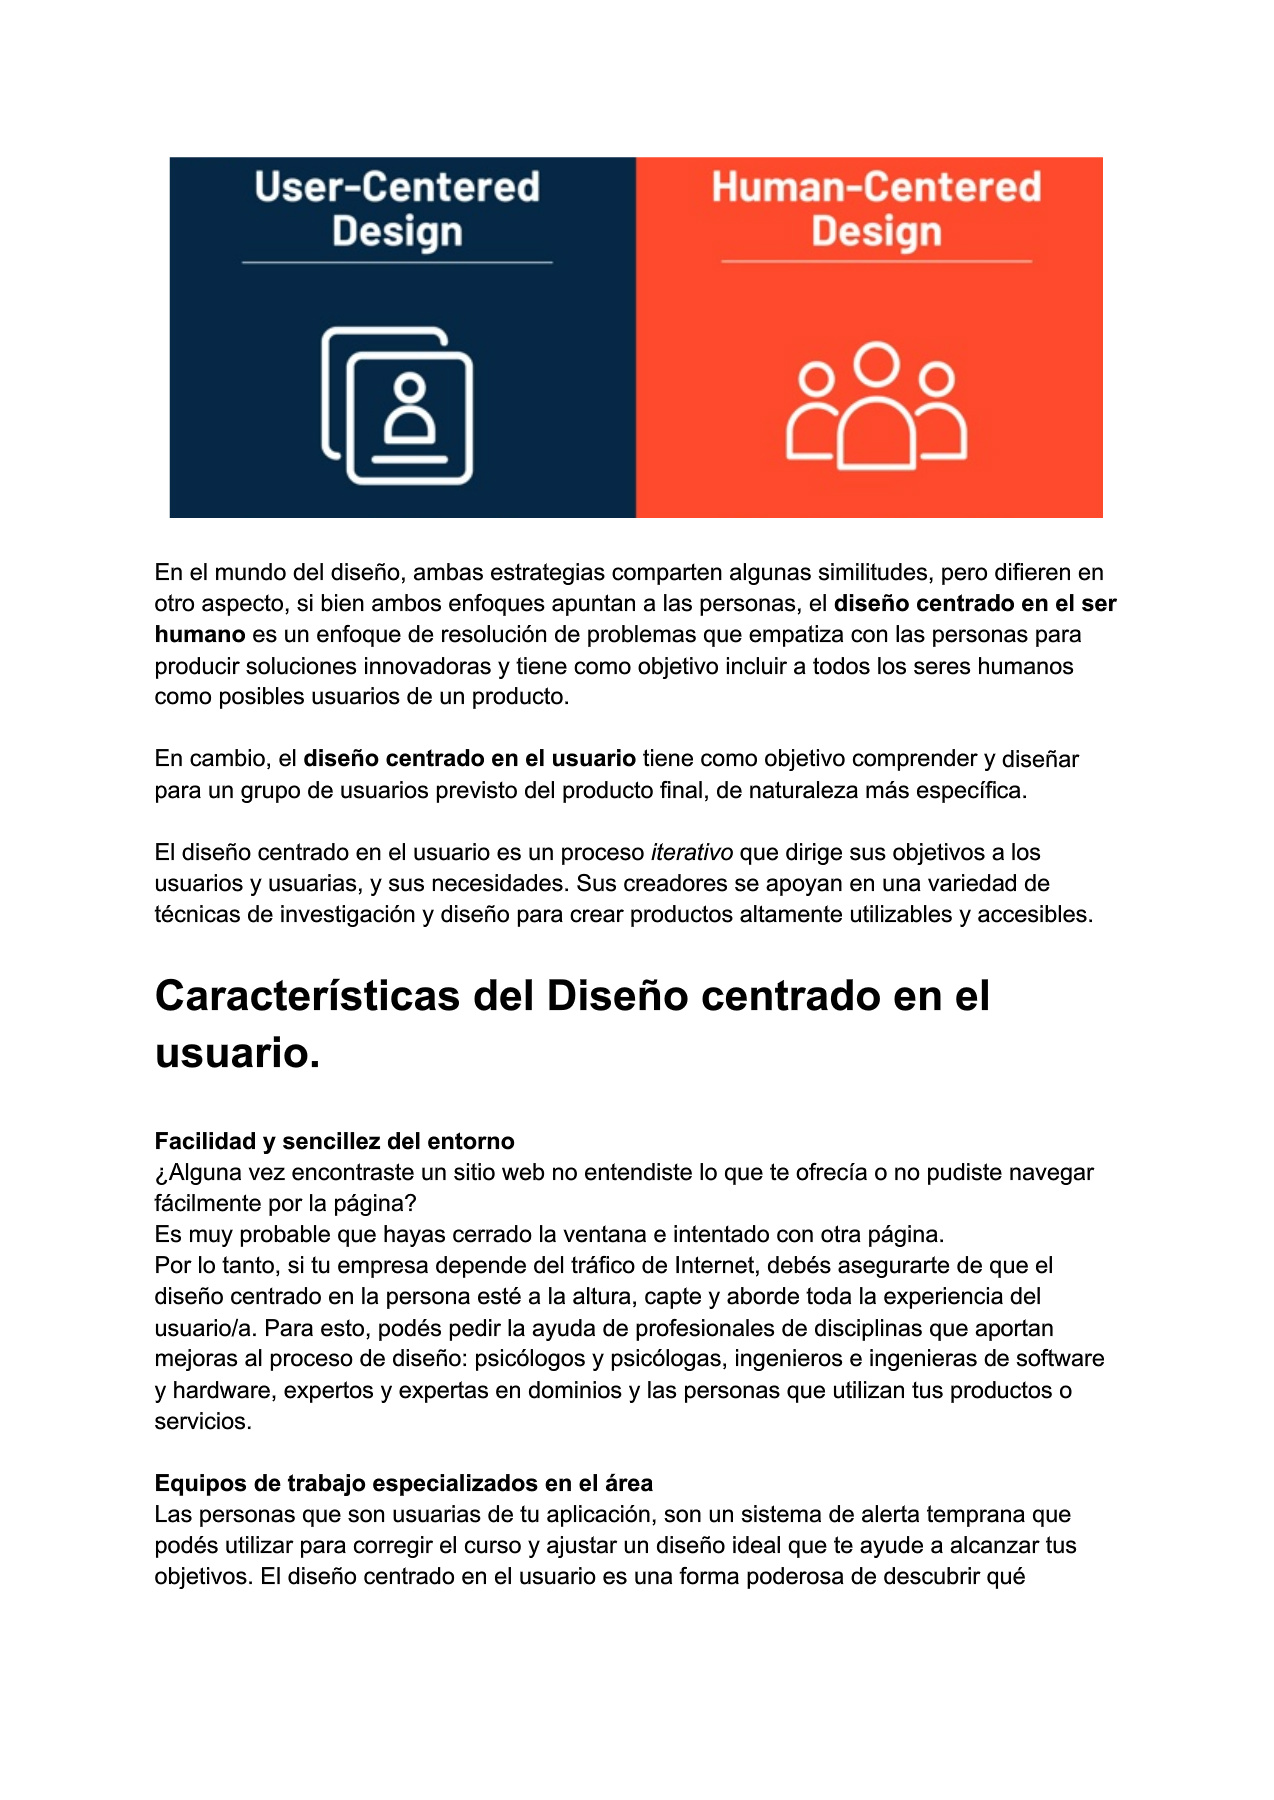 User-Centered
Design
Human-Centered
Design
En el mundo del diseño, ambas estrategias comparten algunas similitudes, pero difieren en
otro aspecto, si bien ambos enfoques apuntan a las personas, el diseño centrado en el ser
humano es un enfoque de resolución de problemas que empatiza con las personas para
producir soluciones innovadoras y tiene como objetivo incluir a todos los seres humanos
como posibles usuarios de un producto.
En cambio, el diseño centrado en el usuario tiene como objetivo comprender y diseñar
para un grupo de usuarios previsto del producto final, de naturaleza más específica.
El diseño centrado en el usuario es un proceso iterativo que dirige sus objetivos a los
usuarios y usuarias, y sus necesidades. Sus creadores se apoyan en una variedad de
técnicas de investigación y diseño para crear productos altamente utilizables y accesibles.
Características del Diseño centrado en el
usuario.
Facilidad y sencillez del entorno
¿Alguna vez encontraste un sitio web no entendiste lo que te ofrecía o no pudiste navegar
fácilmente por la página?
Es muy probable que hayas cerrado la ventana e intentado con otra página.
Por lo tanto, si tu empresa depende del tráfico de Internet, debés asegurarte de que el
diseño centrado en la persona esté a la altura, capte y aborde toda la experiencia del
usuario/a. Para esto, podés pedir la ayuda de profesionales de disciplinas que aportan
mejoras al proceso de diseño: psicólogos y psicólogas, ingenieros e ingenieras de software
y hardware, expertos y expertas en dominios y las personas que utilizan tus productos o
servicios.
Equipos de trabajo especializados en el área
Las personas que son usuarias de tu aplicación, son un sistema de alerta temprana que
podés utilizar para corregir el curso y ajustar un diseño ideal que te ayude a alcanzar tus
objetivos. El diseño centrado en el usuario es una forma poderosa de descubrir qué